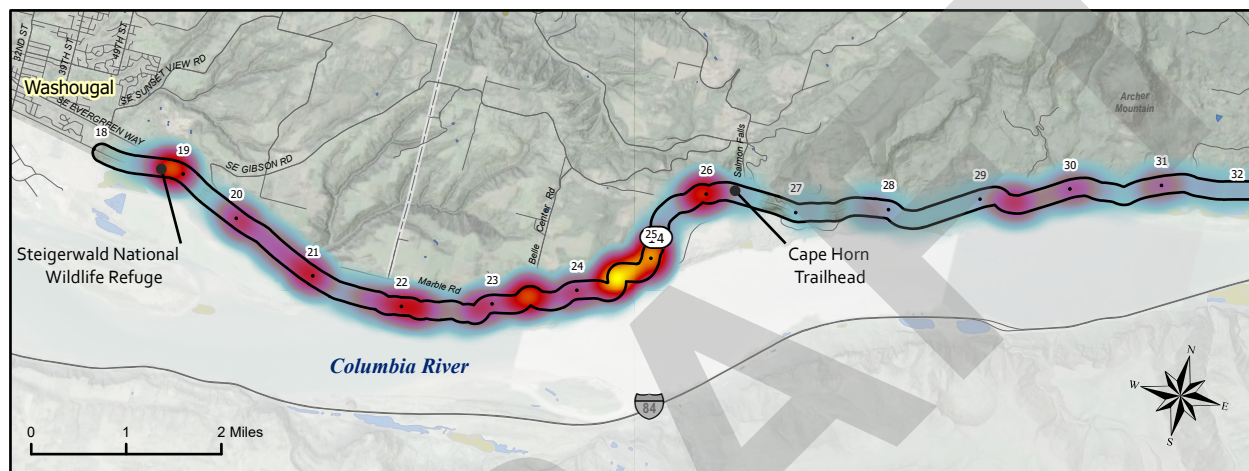 32ND ST
39TH ST
49TH ST
SE SUNSET VIEW RD
Washougal
SE EVERGREEN WAY
18
19
SE GIBSON RD
20
21
22
Marble Rd
23
Belle Center Rd
24
25
14
26
Salmon Falls
27
28
29
30
31
32
Archer
Mountain
Steigerwald National
Wildlife Refuge
Cape Horn
Trailhead
Columbia River
84
0 1 2 Miles
N
W
E
S